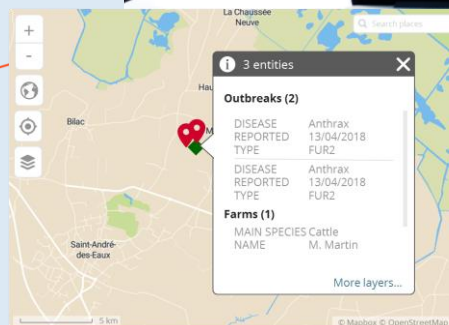 La Chaussée
Neuve
Search places
+
-
3 entities
Outbreaks (2)
DISEASE Anthrax
REPORTED 13/04/2018
TYPE FUR2
DISEASE Anthrax
REPORTED 13/04/2018
TYPE FUR2
Farms (1)
MAIN SPECIES Cattle
NAME M. Martin
More layers...
Hau
Bilac
M
Saint-André-
des-Eaux
5 km
© Mapbox © OpenStreetMap